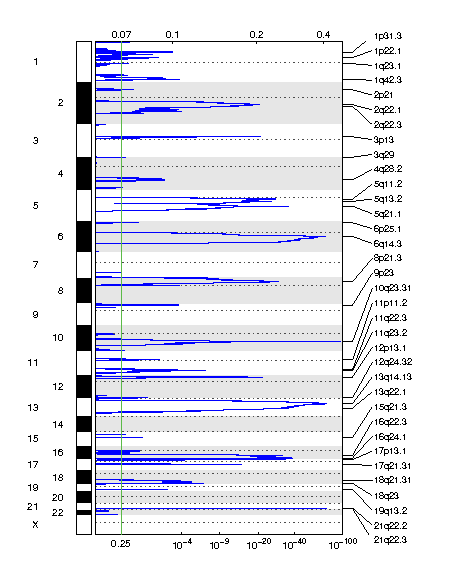 0.07 0.1 0.2 0.4
1
2
3
4
5
6
7
8
9
10
11
12
13
14
15
16
17
18
19
20
21
22
X
1p31.3
1p22.1
1q23.1
1q42.3
2p21
2q22.1
2q22.3
3p13
3q29
4q28.2
5q11.2
5q13.2
5q21.1
6p25.1
6q14.3
8p21.3
9p23
10q23.31
11p11.2
11q22.3
11q23.2
12p13.1
12q24.32
13q14.13
13q22.1
15q21.3
16q22.3
16q24.1
17p13.1
17q21.31
18q21.31
18q23
19q13.2
21q22.2
21q22.3
0.25 10⁻⁴ 10⁻⁹ 10⁻²⁰ 10⁻⁴⁰ 10⁻¹⁰⁰